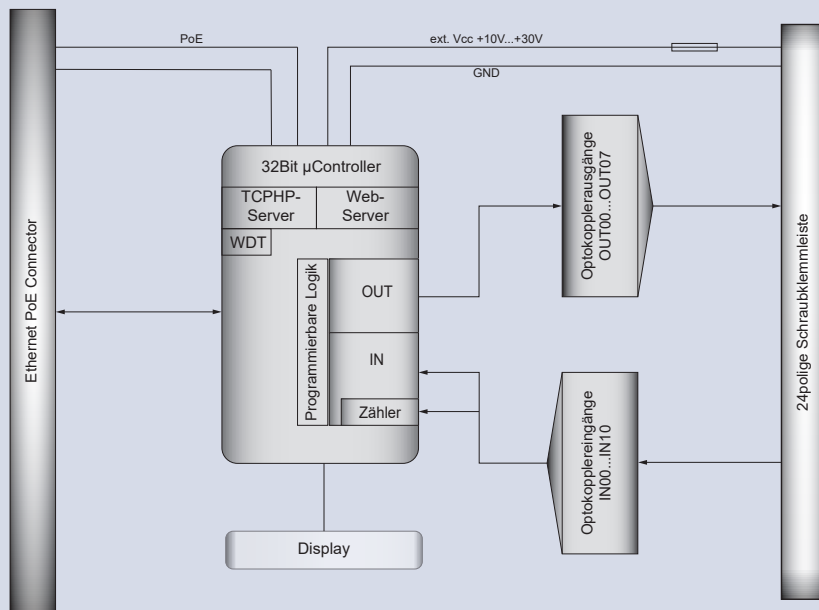 PoE
ext. Vcc +10V...+30V
GND
Ethernet PoE Connector
32Bit µController
TCPHP-
Server
Web-
Server
WDT
Programmierbare Logik
OUT
IN
Zähler
Display
Optokopplerausgänge
OUT00...OUT07
Optokopplereingänge
IN00...IN10
24polige Schraubklemmleiste